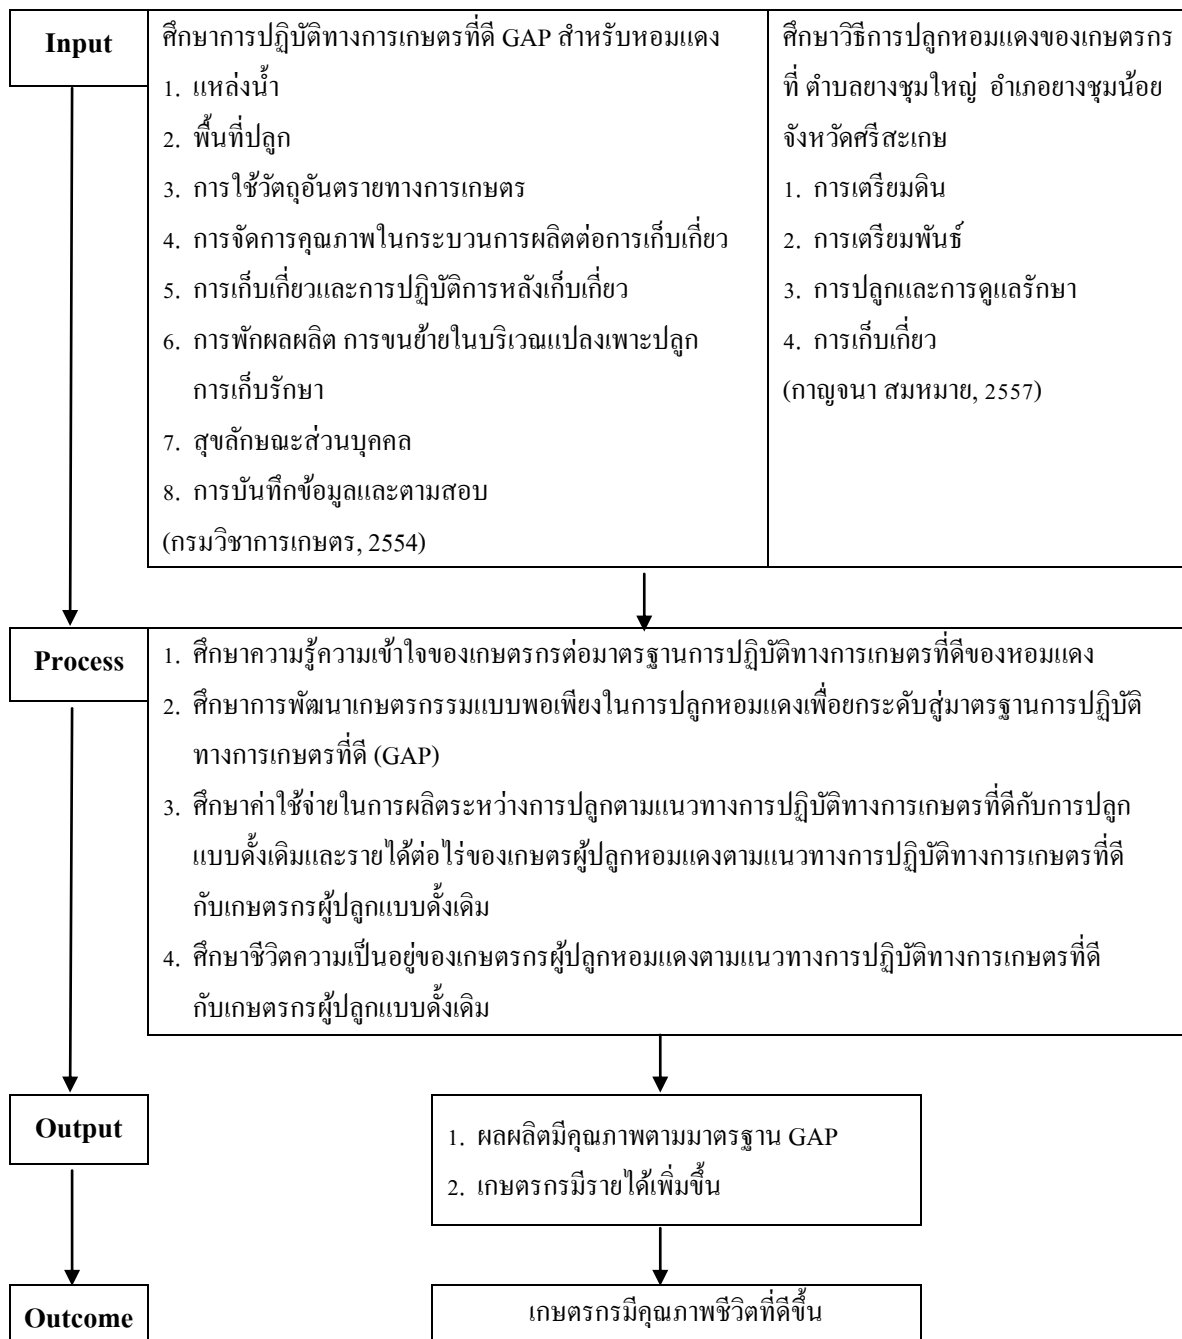 Input
ศึกษาการปฏิบัติทางการเกษตรที่ดี GAP สำหรับหอมแดง
1. แหล่งน้ำ
2. พื้นที่ปลูก
3. การใช้วัตถุอันตรายทางการเกษตร
4. การจัดการคุณภาพในกระบวนการผลิตต่อการเก็บเกี่ยว
5. การเก็บเกี่ยวและการปฏิบัติการหลังเก็บเกี่ยว
6. การพักผลผลิต การขนย้ายในบริเวณแปลงเพาะปลูก
การเก็บรักษา
7. สุขลักษณะส่วนบุคคล
8. การบันทึกข้อมูลและตามสอบ
(กรมวิชาการเกษตร, 2554)
ศึกษาวิธีการปลูกหอมแดงของเกษตรกร
ที่ ตำบลยางชุมใหญ่ อำเภอยางชุมน้อย
จังหวัดศรีสะเกษ
1. การเตรียมดิน
2. การเตรียมพันธ์
3. การปลูกและการดูแลรักษา
4. การเก็บเกี่ยว
(กาญจนา สมหมาย, 2557)
Process
1. ศึกษาความรู้ความเข้าใจของเกษตรกรต่อมาตรฐานการปฏิบัติทางการเกษตรที่ดีของหอมแดง
2. ศึกษาการพัฒนาเกษตรกรรมแบบพอเพียงในการปลูกหอมแดงเพื่อยกระดับสู่มาตรฐานการปฏิบัติ
ทางการเกษตรที่ดี (GAP)
3. ศึกษาค่าใช้จ่ายในการผลิตระหว่างการปลูกตามแนวทางการปฏิบัติทางการเกษตรที่ดีกับการปลูก
แบบดั้งเดิมและรายได้ต่อไร่ของเกษตรผู้ปลูกหอมแดงตามแนวทางการปฏิบัติทางการเกษตรที่ดี
กับเกษตรกรผู้ปลูกแบบดั้งเดิม
4. ศึกษาชีวิตความเป็นอยู่ของเกษตรกรผู้ปลูกหอมแดงตามแนวทางการปฏิบัติทางการเกษตรที่ดี
กับเกษตรกรผู้ปลูกแบบดั้งเดิม
Output
1. ผลผลิตมีคุณภาพตามมาตรฐาน GAP
2. เกษตรกรมีรายได้เพิ่มขึ้น
Outcome
เกษตรกรมีคุณภาพชีวิตที่ดีขึ้น